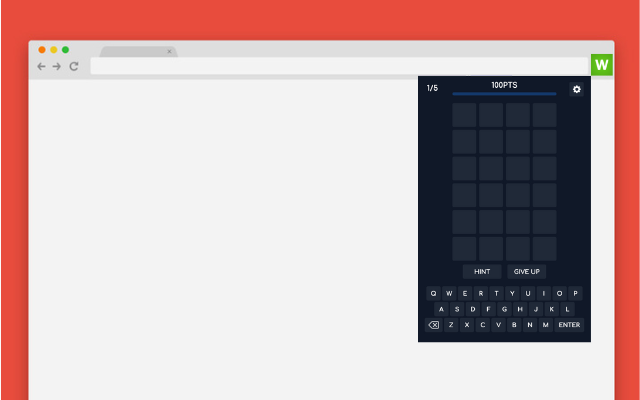 W
1/5
100PTS
HINT
GIVE UP
Q W E R T Y U I O P
A S D F G H J K L
Z X C V B N M ENTER